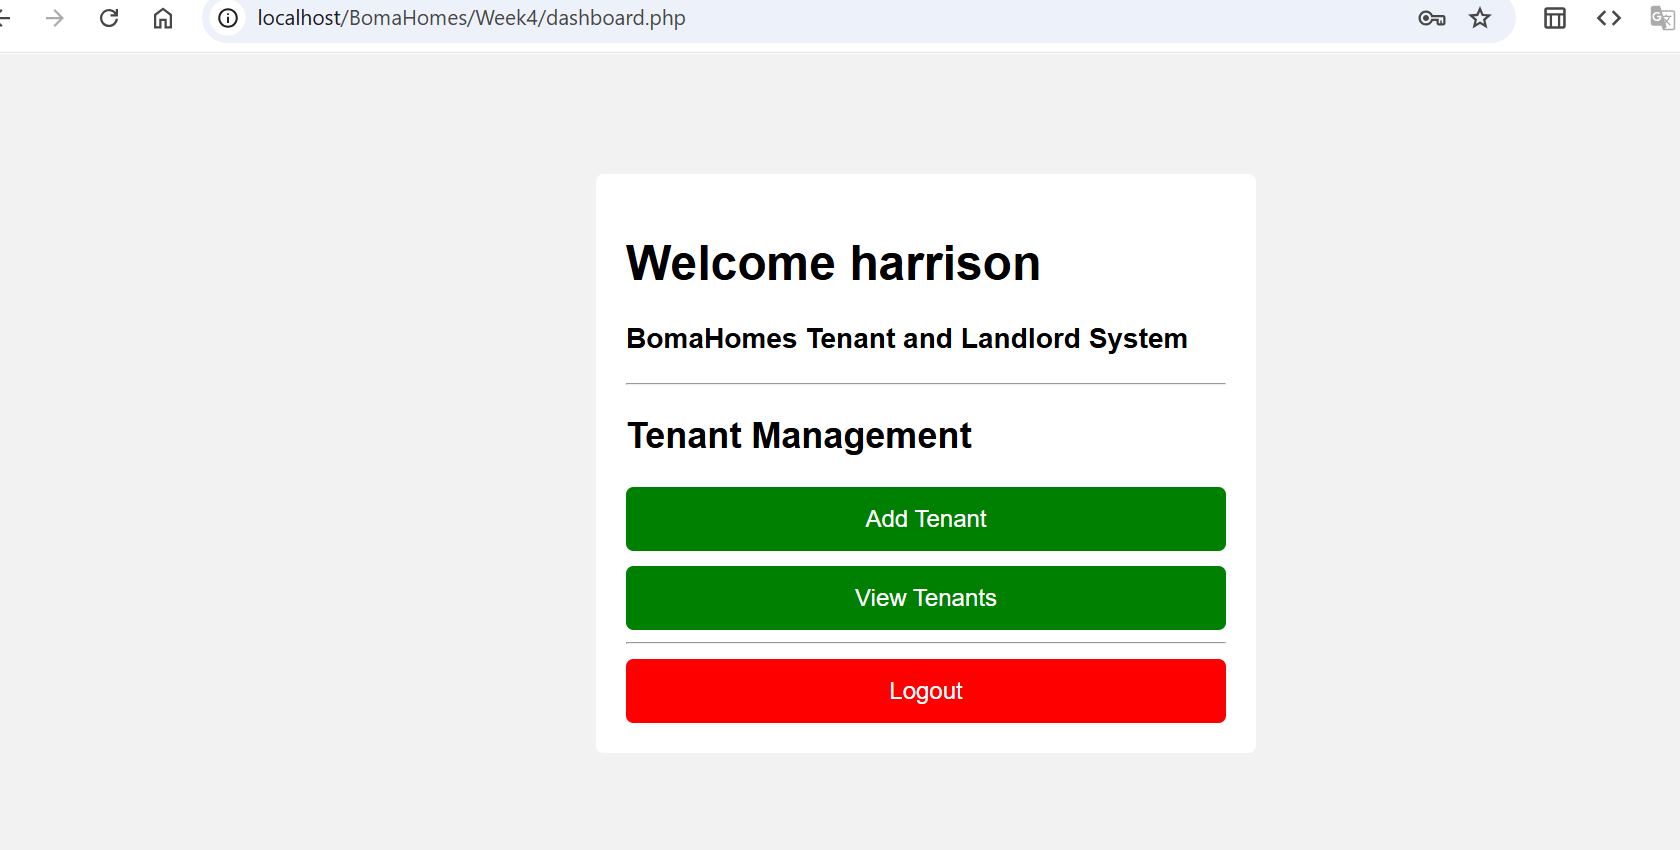 localhost/BomaHomes/Week4/dashboard.php
Welcome harrison
BomaHomes Tenant and Landlord System
Tenant Management
Add Tenant
View Tenants
Logout